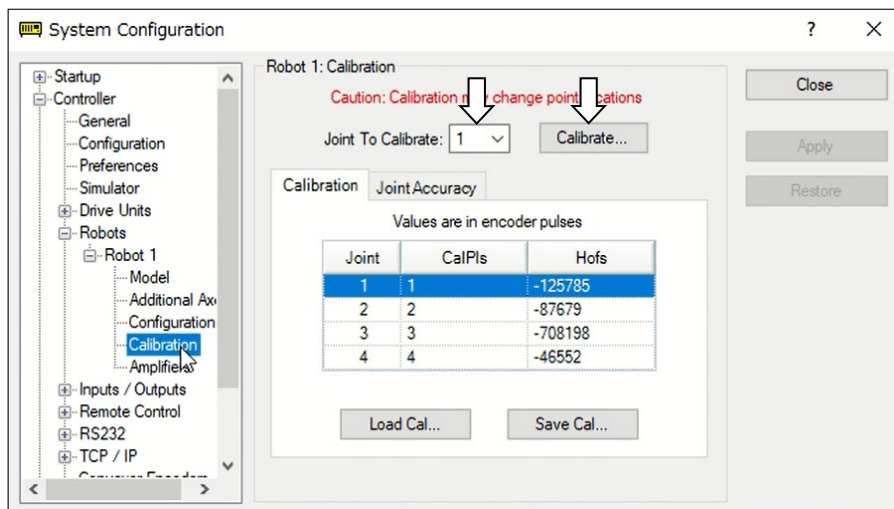 System Configuration
?
Startup
Controller
General
Configuration
Preferences
Simulator
Drive Units
Robots
Robot 1
Model
Additional Ax
Configuration
Calibration
Amplifiers
Inputs / Outputs
Remote Control
RS232
TCP / IP
Robot 1: Calibration
Caution: Calibration may change point locations
Joint To Calibrate: 1
Calibrate...
Calibration Joint Accuracy
Values are in encoder pulses
Joint CalPls Hofs
1 1 -125785
2 2 -87679
3 3 -708198
4 4 -46552
Load Cal... Save Cal...
Close
Apply
Restore